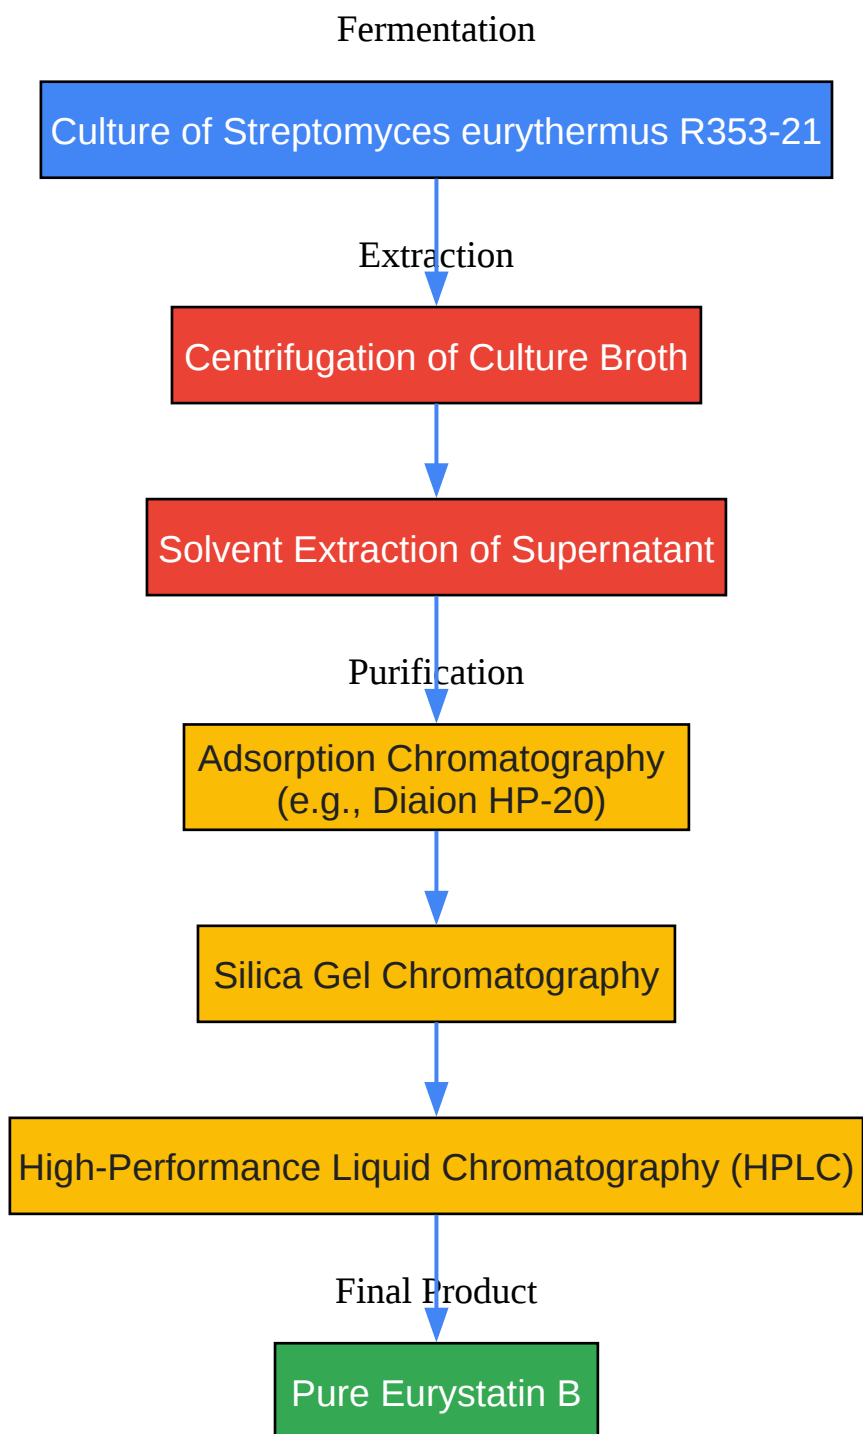 Fermentation
Culture of Streptomyces eurythermus R353-21
Extraction
Centrifugation of Culture Broth
Solvent Extraction of Supernatant
Purification
Adsorption Chromatography
(e.g., Diaion HP-20)
Silica Gel Chromatography
High-Performance Liquid Chromatography (HPLC)
Final Product
Pure Eurystatin B